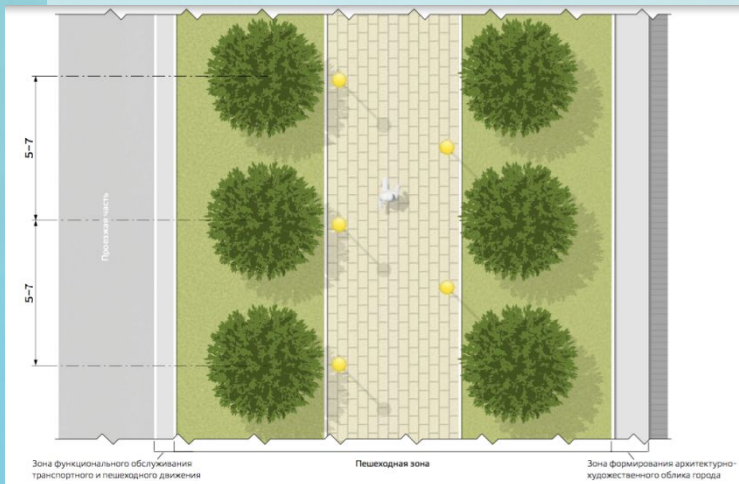 5–7
Проезжая часть
5–7
Зона функционального обслуживания
транспортного и пешеходного движения
Пешеходная зона
Зона формирования архитектурно-
художественного облика города